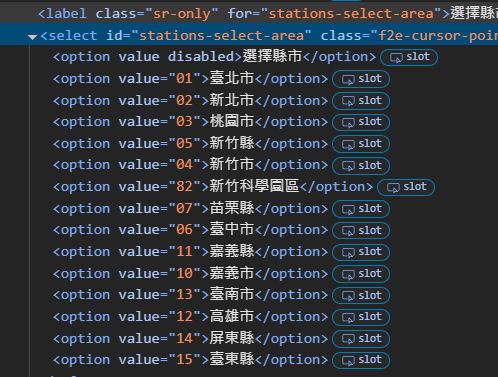 <label class="sr-only" for="stations-select-area">選擇縣
<select id="stations-select-area" class="f2e-cursor-poin
<option value disabled>選擇縣市</option> slot
<option value="01">臺北市</option> slot
<option value="02">新北市</option> slot
<option value="03">桃園市</option> slot
<option value="05">新竹縣</option> slot
<option value="04">新竹市</option> slot
<option value="82">新竹科學園區</option> slot
<option value="07">苗栗縣</option> slot
<option value="06">臺中市</option> slot
<option value="11">嘉義縣</option> slot
<option value="10">嘉義市</option> slot
<option value="13">臺南市</option> slot
<option value="12">高雄市</option> slot
<option value="14">屏東縣</option> slot
<option value="15">臺東縣</option> slot